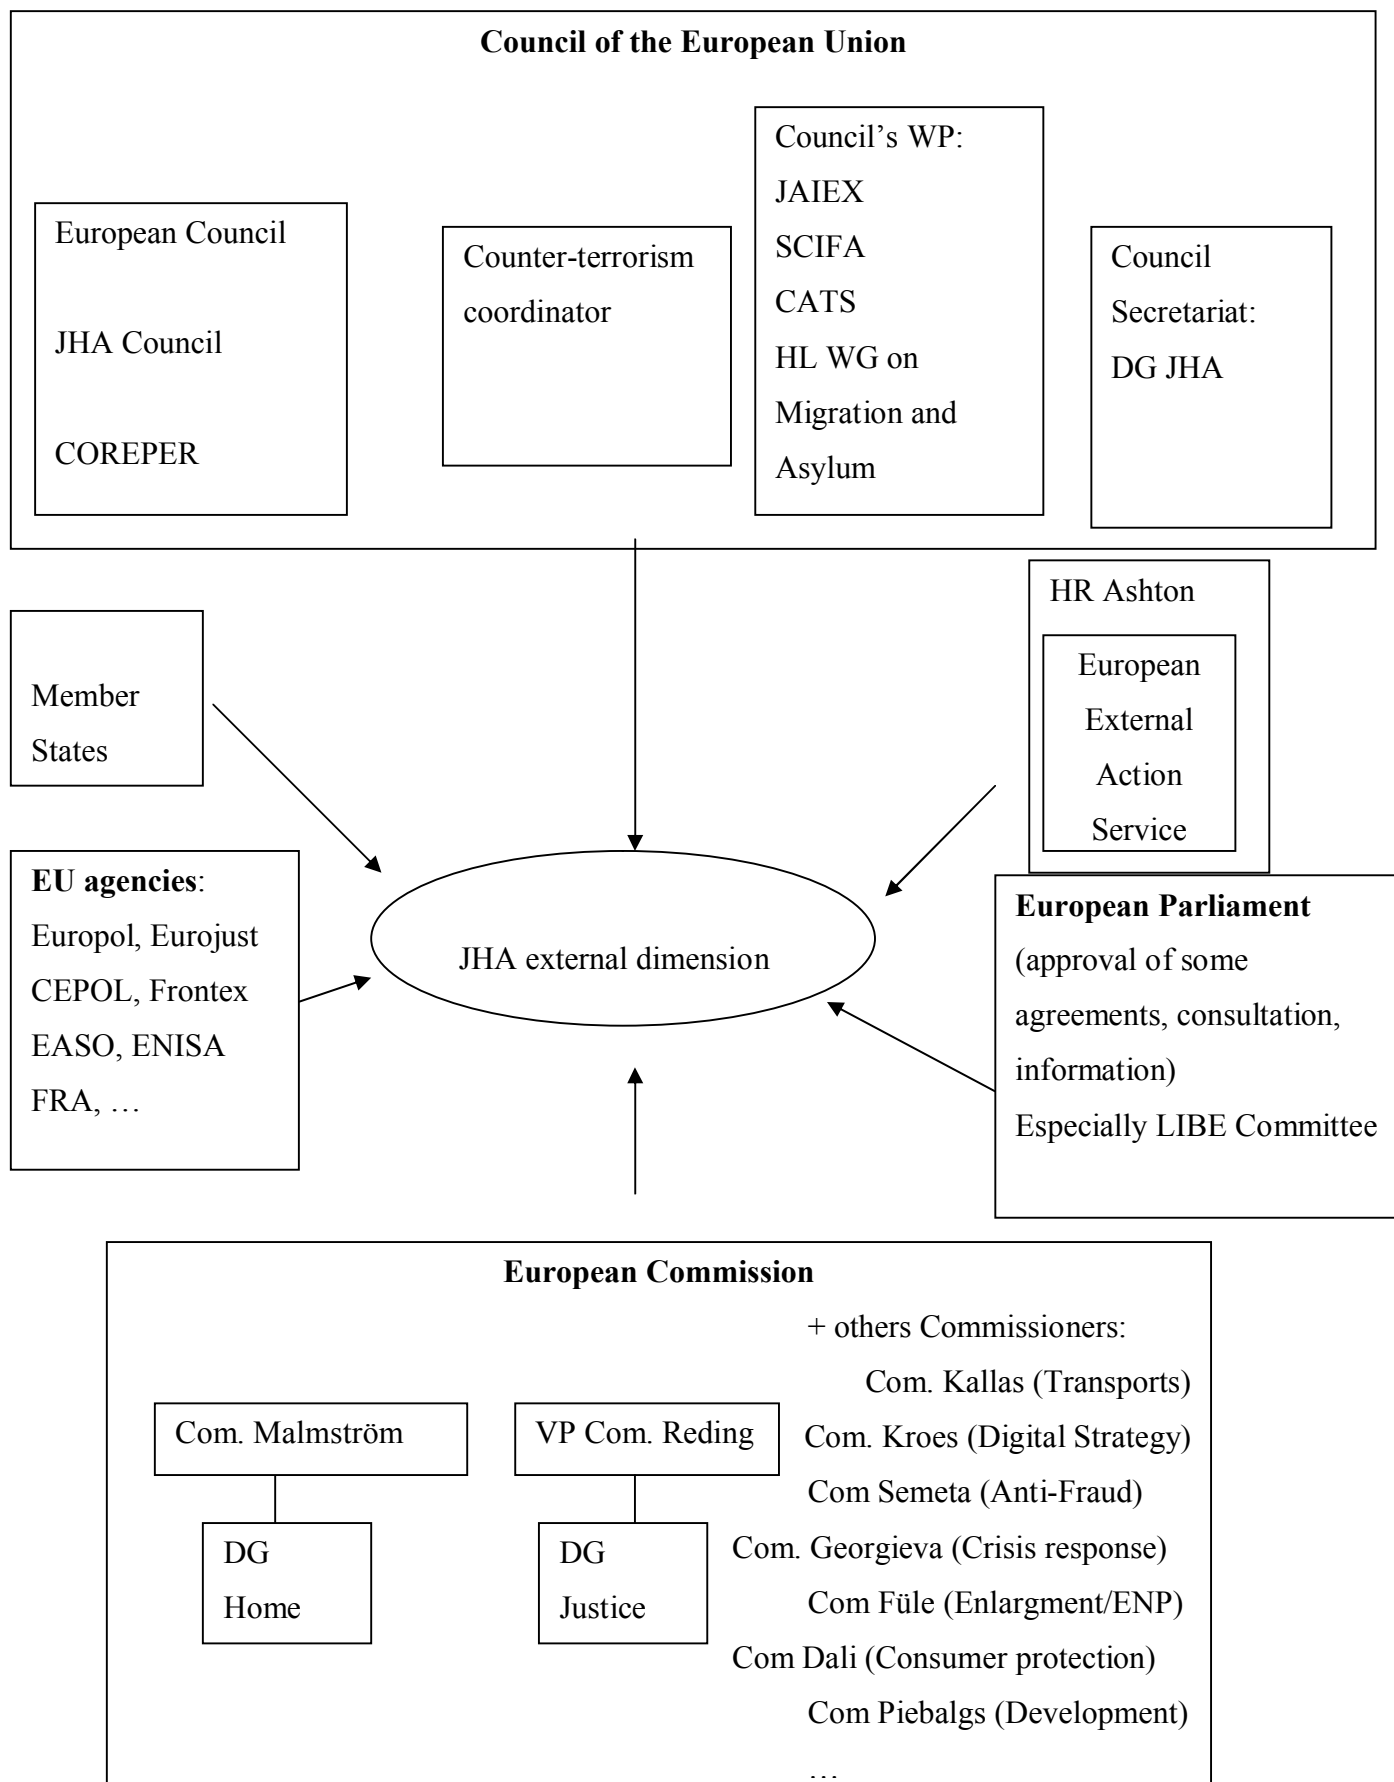 Council of the European Union
European Council
JHA Council
COREPER
Counter-terrorism
coordinator
Council’s WP:
JAIEX
SCIFA
CATS
HL WG on
Migration and
Asylum
Council
Secretariat:
DG JHA
Member
States
HR Ashton
European
External
Action
Service
EU agencies:
Europol, Eurojust
CEPOL, Frontex
EASO, ENISA
FRA, …
JHA external dimension
European Parliament
(approval of some
agreements, consultation,
information)
Especially LIBE Committee
European Commission
Com. Malmström
DG
Home
VP Com. Reding
DG
Justice
+ others Commissioners:
Com. Kallas (Transports)
Com. Kroes (Digital Strategy)
Com Semeta (Anti-Fraud)
Com. Georgieva (Crisis response)
Com Füle (Enlargment/ENP)
Com Dali (Consumer protection)
Com Piebalgs (Development)
…